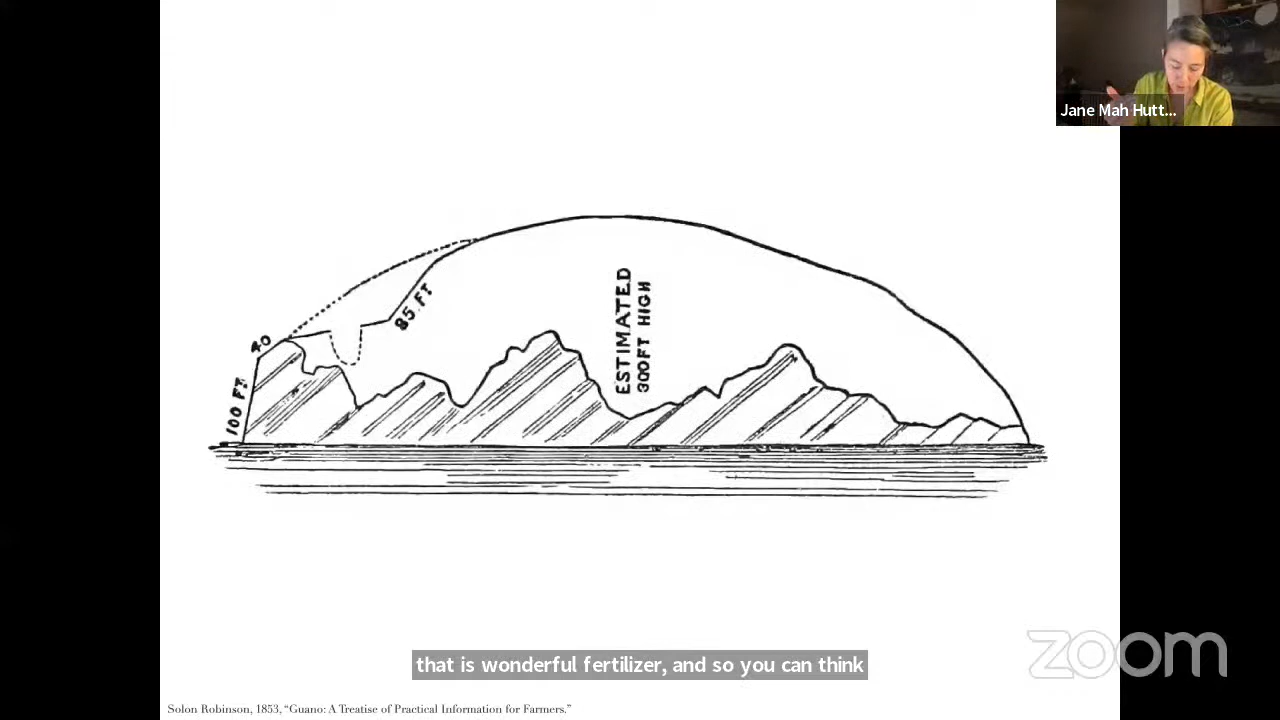 Jane Mah Hutt...
85 FT
ESTIMATED
300FT HIGH
40
100 FT.
that is wonderful fertilizer, and so you can think
zoom
Solon Robinson, 1853, “Guano: A Treatise of Practical Information for Farmers.”